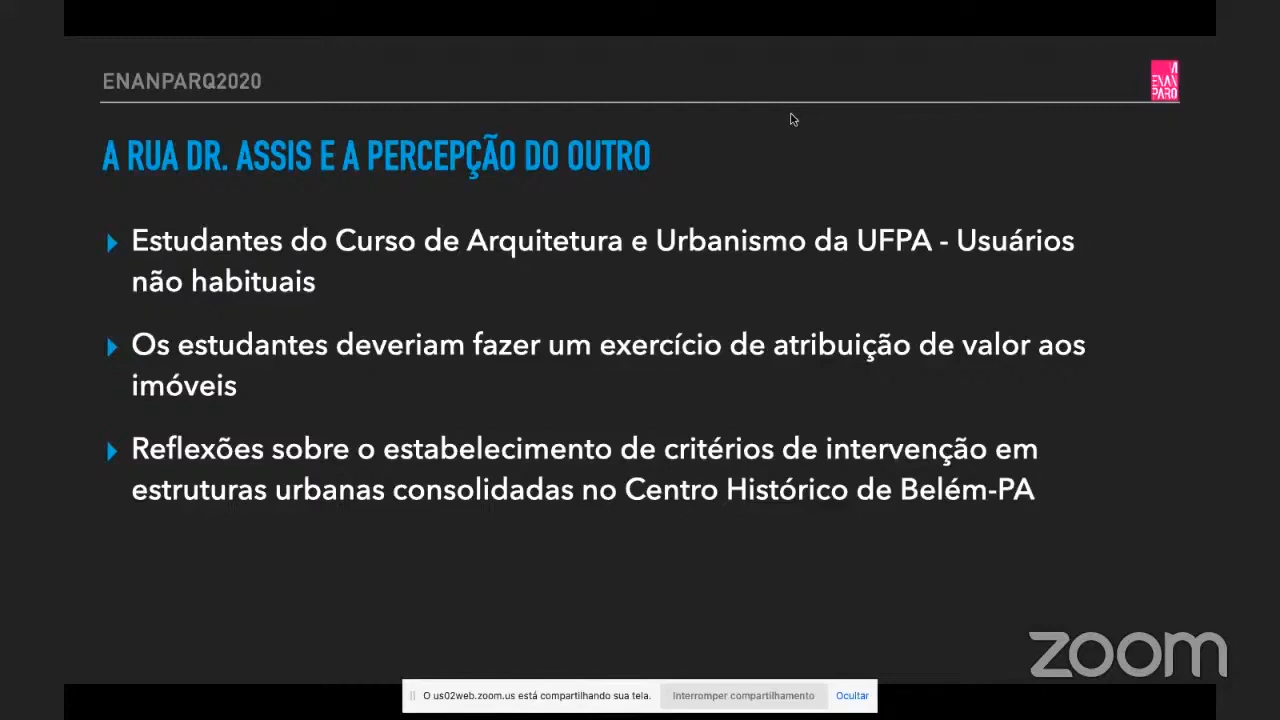 ENANPARQ2020
VI
ENAN
PARQ
A RUA DR. ASSIS E A PERCEPÇÃO DO OUTRO
Estudantes do Curso de Arquitetura e Urbanismo da UFPA - Usuários
não habituais
Os estudantes deveriam fazer um exercício de atribuição de valor aos
imóveis
Reflexões sobre o estabelecimento de critérios de intervenção em
estruturas urbanas consolidadas no Centro Histórico de Belém-PA
zoom
O us02web.zoom.us está compartilhando sua tela. Interromper compartilhamento Ocultar